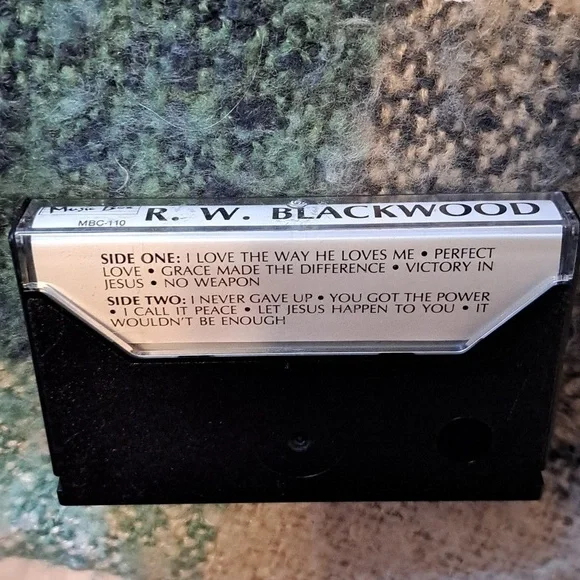 Music Box
MBC-110
R. W. BLACKWOOD
SIDE ONE: I LOVE THE WAY HE LOVES ME • PERFECT
LOVE • GRACE MADE THE DIFFERENCE • VICTORY IN
JESUS • NO WEAPON
SIDE TWO: I NEVER GAVE UP • YOU GOT THE POWER
• I CALL IT PEACE • LET JESUS HAPPEN TO YOU • IT
WOULDN'T BE ENOUGH